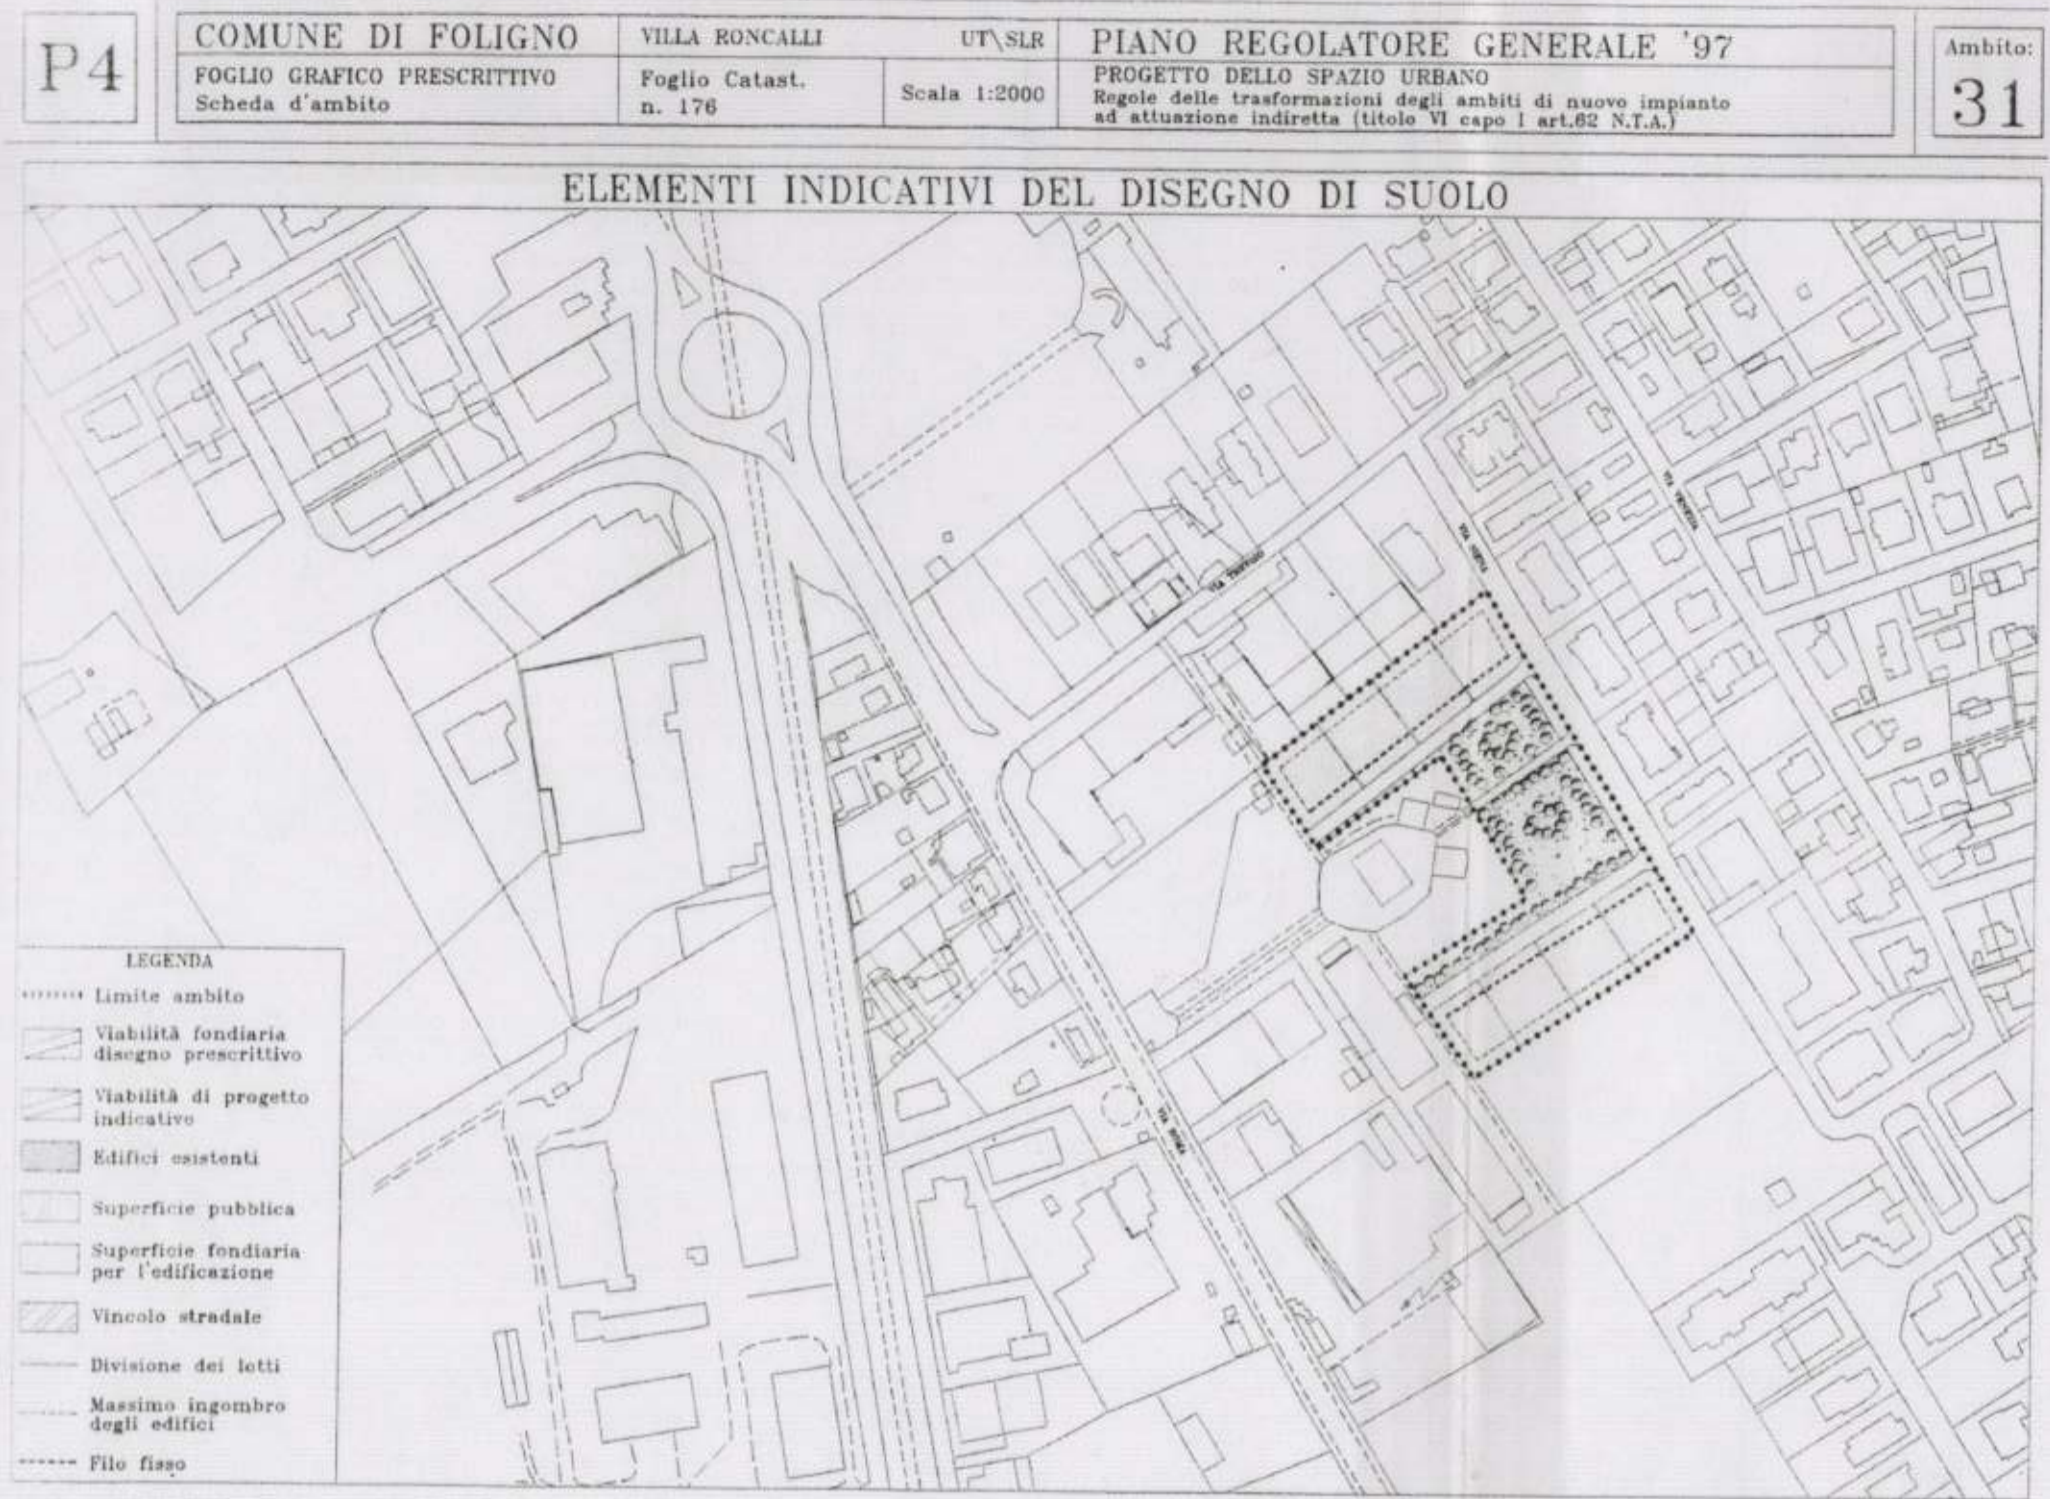 P4
COMUNE DI FOLIGNO
FOGLIO GRAFICO PRESCRITTIVO
Scheda d'ambito
VILLA RONCALLI
UT\SLR
Foglio Catast.
n. 176
Scala 1:2000
PIANO REGOLATORE GENERALE '97
PROGETTO DELLO SPAZIO URBANO
Regole delle trasformazioni degli ambiti di nuovo impianto
ad attuazione indiretta (titolo VI capo I art.62 N.T.A.)
Ambito:
31
ELEMENTI INDICATIVI DEL DISEGNO DI SUOLO
VIA VENEZIA
VIA
VIA
VIA ROMA
LEGENDA
Limite ambito
Viabilità fondiaria
disegno prescrittivo
Viabilità di progetto
indicativo
Edifici esistenti
Superficie pubblica
Superficie fondiaria
per l'edificazione
Vincolo stradale
Divisione dei lotti
Massimo ingombro
degli edifici
Filo fisso